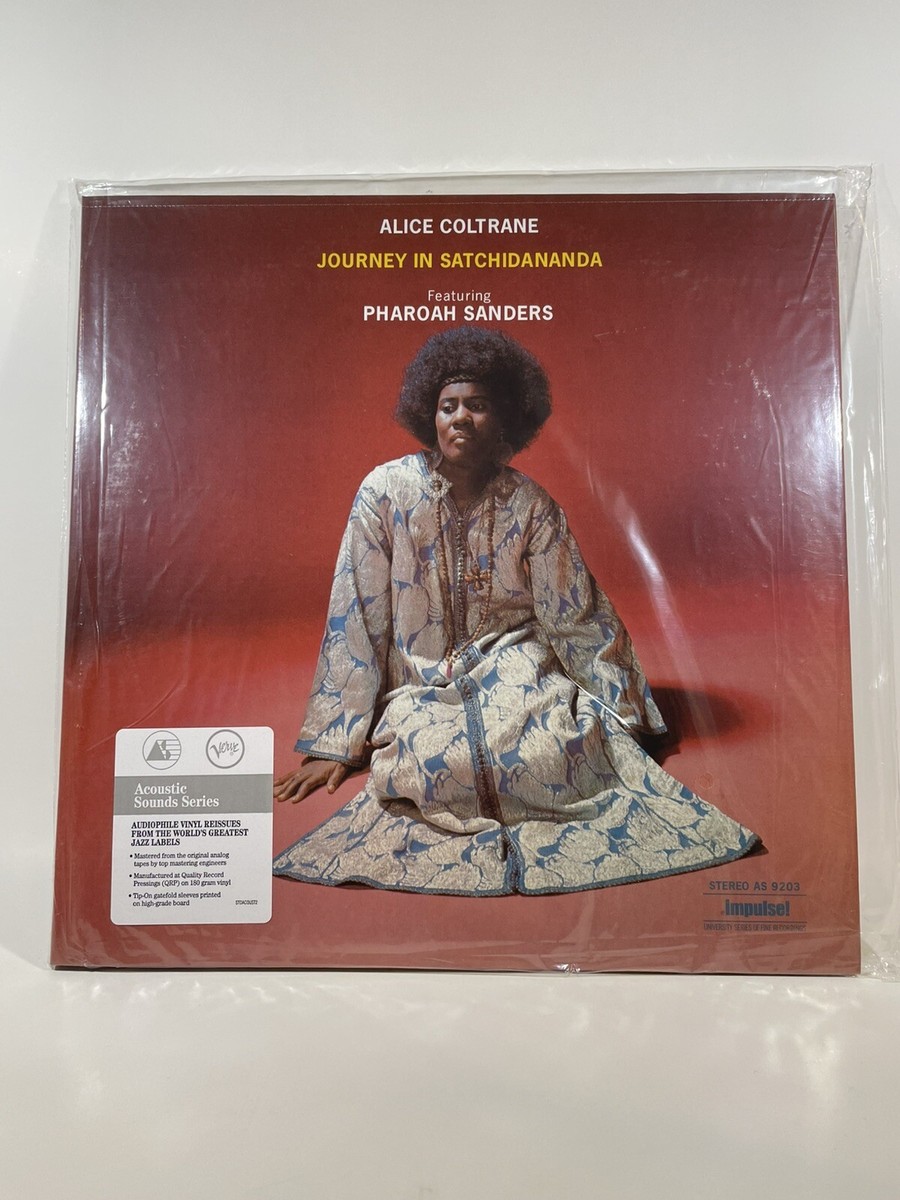 ALICE COLTRANE
JOURNEY IN SATCHIDANANDA
Featuring
PHAROAH SANDERS
AS
Verve
Acoustic
Sounds Series
AUDIOPHILE VINYL REISSUES
FROM THE WORLD'S GREATEST
JAZZ LABELS
• Mastered from the original analog
tapes by top mastering engineers
• Manufactured at Quality Record
Pressings (QRP) on 180 gram vinyl
• Tip-On gatefold sleeves printed
on high-grade board
STEREO AS 9203
impulse!